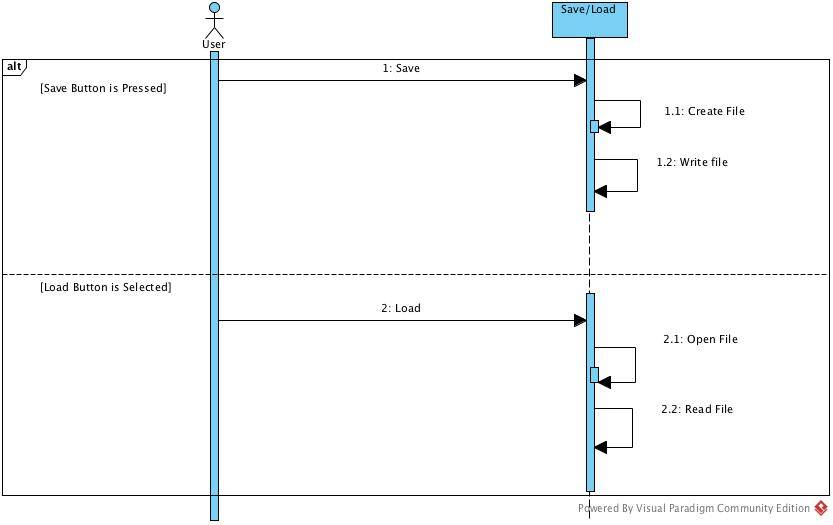 Save/Load
User
alt
1: Save
[Save Button is Pressed]
1.1: Create File
1.2: Write file
[Load Button is Selected]
2: Load
2.1: Open File
2.2: Read File
Powered By Visual Paradigm Community Edition